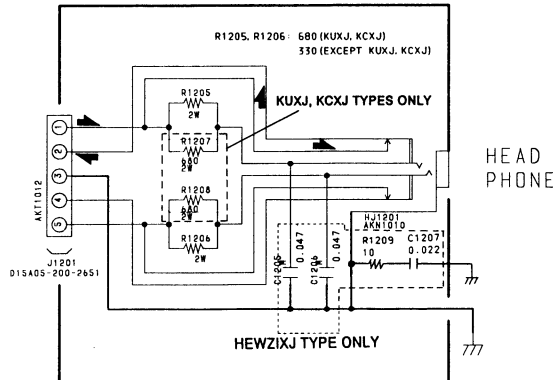 R1205, R1206: 680 (KUXJ, KCXJ)
330 (EXCEPT KUXJ, KCXJ)
R1205
2W
KUXJ, KCXJ TYPES ONLY
R1207
680
2W
R1208
680
2W
R1206
2W
1
2
3
4
5
AKT1012
J1201
D15A05-200-2651
HEAD
PHONE
HJ1201
AKN1010
R1209
10
C1207
0.022
C1205
0.047
C1206
0.047
HEWZIXJ TYPE ONLY